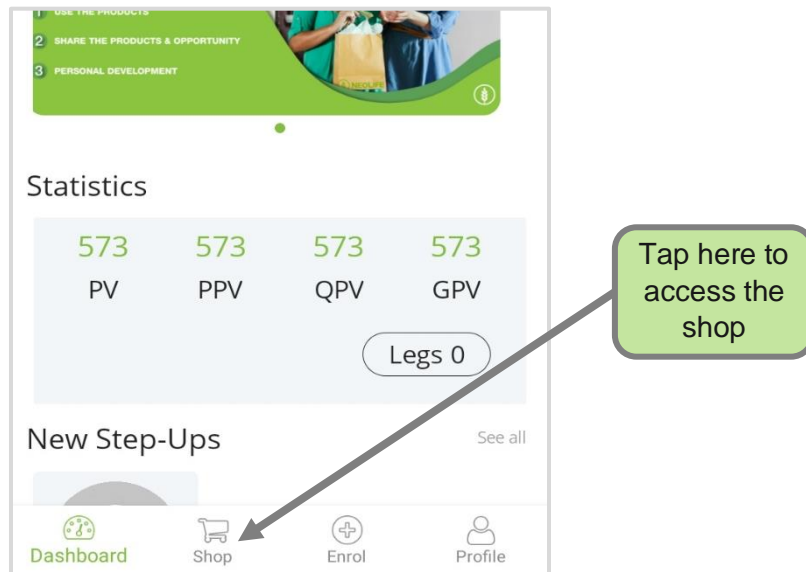 1 USE THE PRODUCTS
2 SHARE THE PRODUCTS & OPPORTUNITY
3 PERSONAL DEVELOPMENT
NEOLIFE
Statistics
573 573 573 573
PV PPV QPV GPV
Legs 0
Tap here to
access the
shop
New Step-Ups See all
Dashboard Shop Enrol Profile